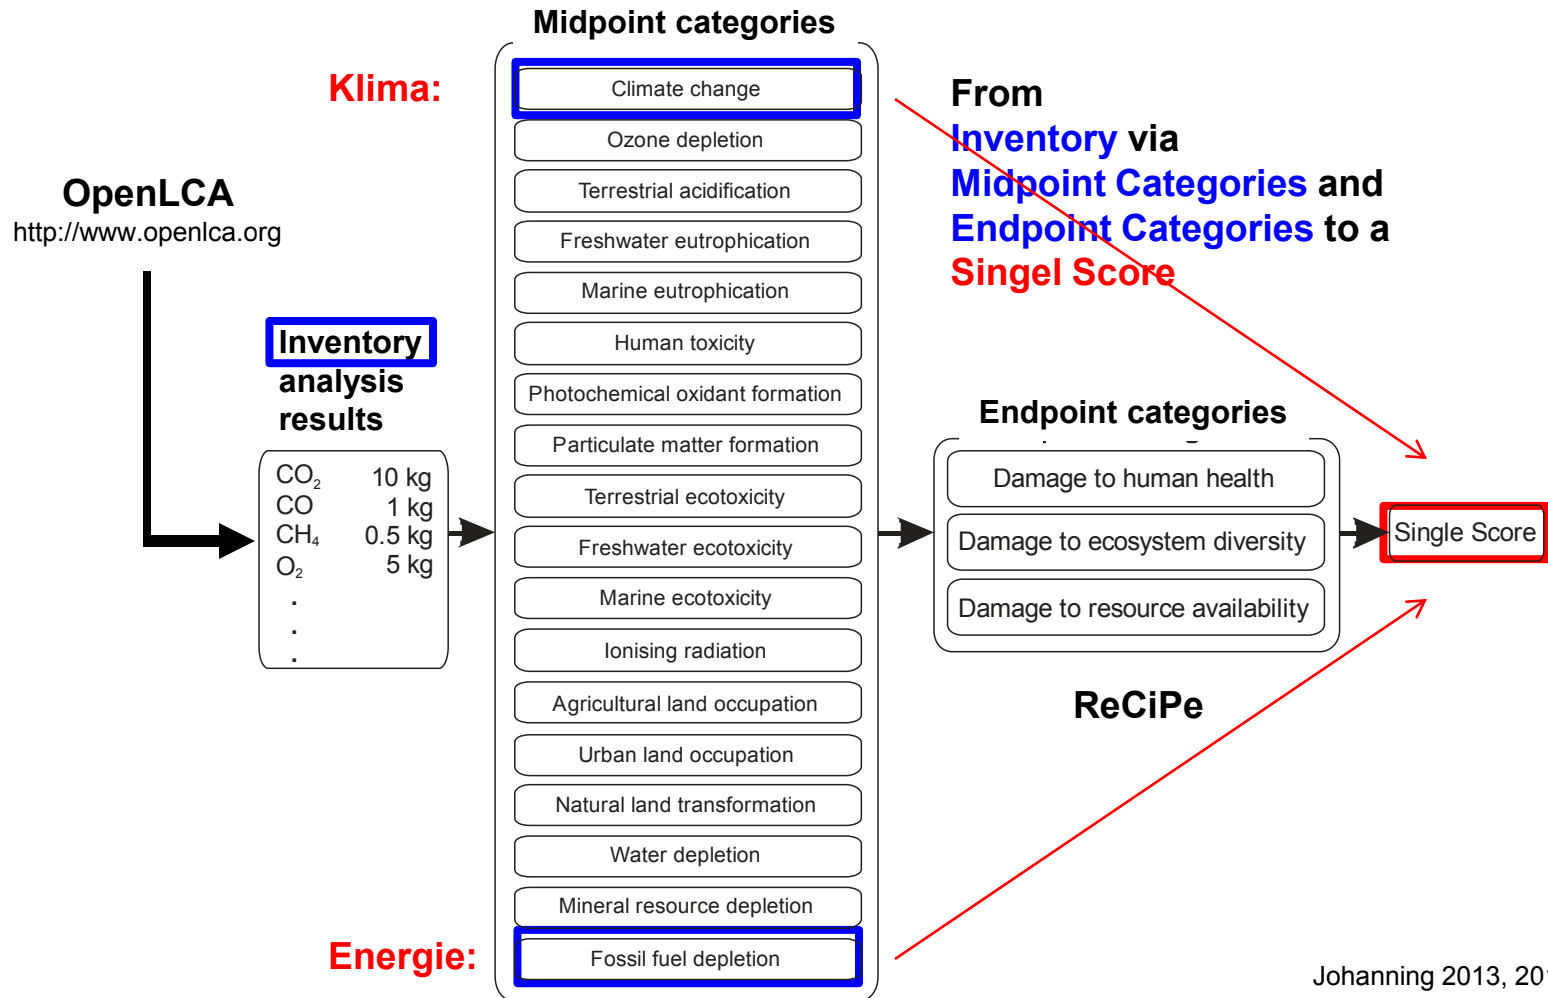 Midpoint categories
Klima:
Climate change
Ozone depletion
Terrestrial acidification
Freshwater eutrophication
Marine eutrophication
Human toxicity
Photochemical oxidant formation
Particulate matter formation
Terrestrial ecotoxicity
Freshwater ecotoxicity
Marine ecotoxicity
Ionising radiation
Agricultural land occupation
Urban land occupation
Natural land transformation
Water depletion
Mineral resource depletion
Energie:
Fossil fuel depletion
OpenLCA
http://www.openlca.org
Inventory
analysis
results
CO₂ 10 kg
CO 1 kg
CH₄ 0.5 kg
O₂ 5 kg
.
.
.
From
Inventory via
Midpoint Categories and
Endpoint Categories to a
Singel Score
Endpoint categories
Damage to human health
Damage to ecosystem diversity
Damage to resource availability
Single Score
ReCiPe
Johanning 2013,